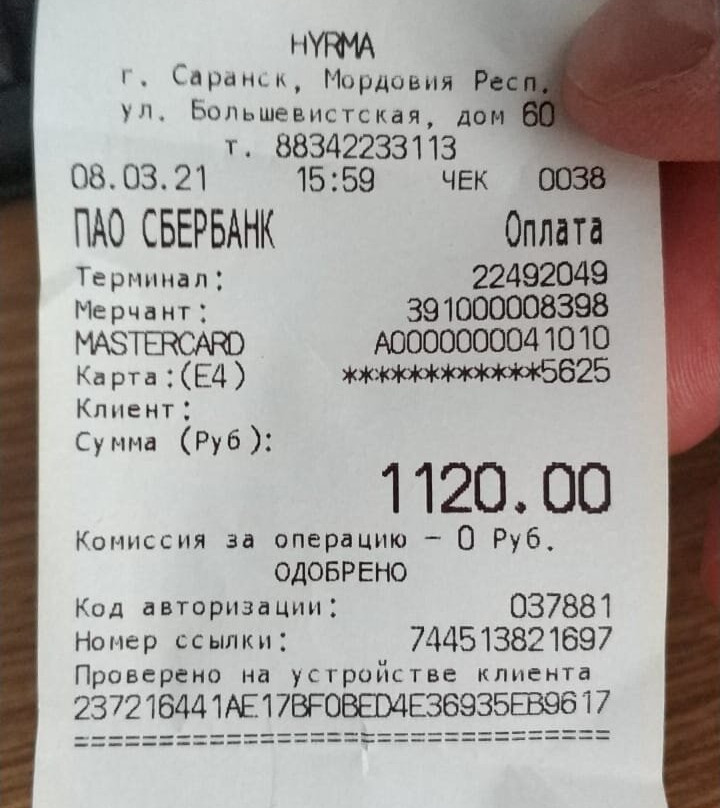 HYRMA
г. Саранск, Мордовия Респ.
ул. Большевистская, дом 60
т. 88342233113
08.03.21 15:59 ЧЕК 0038
ПАО СБЕРБАНК Оплата
Терминал: 22492049
Мерчант: 391000008398
MASTERCARD A0000000041010
Карта:(E4) ************5625
Клиент:
Сумма (Руб):
1120.00
Комиссия за операцию – 0 Руб.
ОДОБРЕНО
Код авторизации: 037881
Номер ссылки: 744513821697
Проверено на устройстве клиента
237216441AE17BF0BED4E36935EB9617
================================